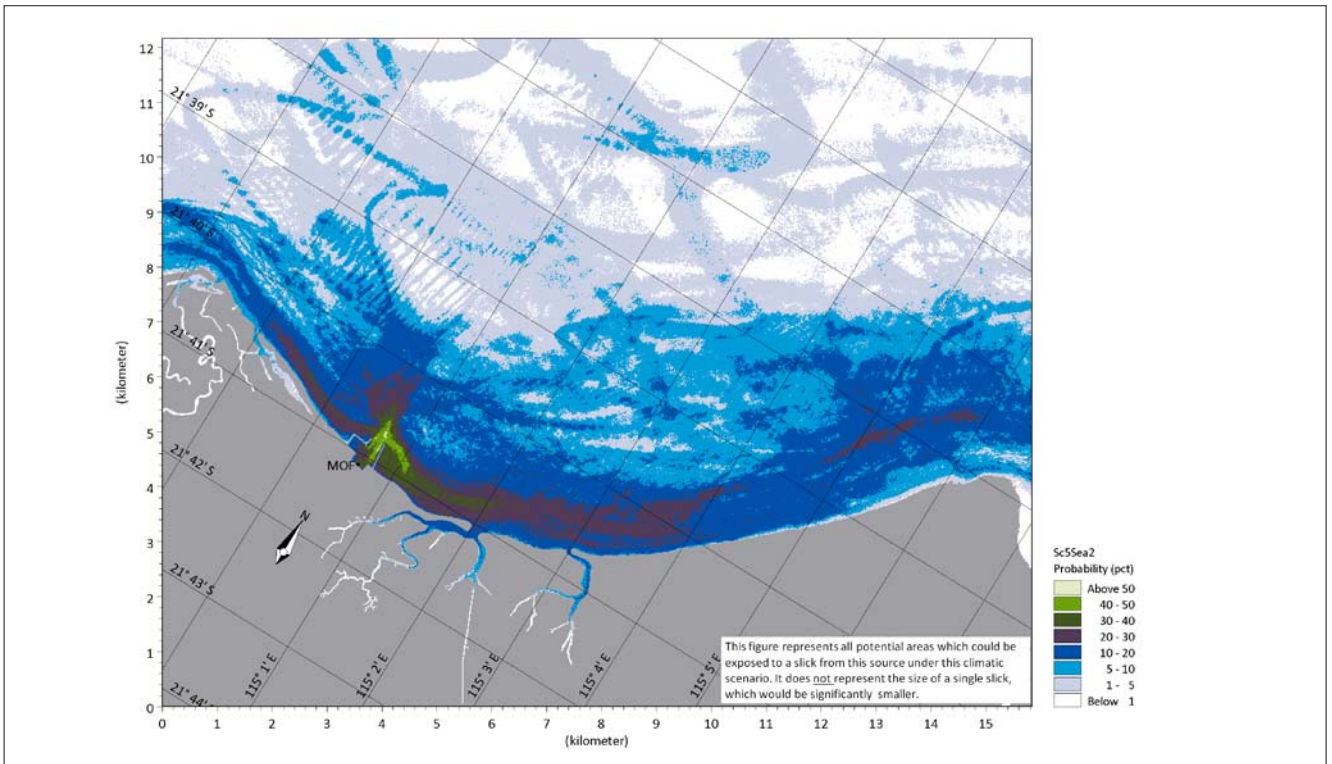 12
11
10
9
8
7
6
5
4
3
2
1
0
(kilometer)
21° 39' S
21° 40' S
21° 41' S
21° 42' S
21° 43' S
21° 44' S
MOF
N
115° 1' E
115° 2' E
115° 3' E
115° 4' E
115° 5' E
This figure represents all potential areas which could be
exposed to a slick from this source under this climatic
scenario. It does not represent the size of a single slick,
which would be significantly smaller.
0 1 2 3 4 5 6 7 8 9 10 11 12 13 14 15
(kilometer)
Sc5Sea2
Probability (pct)
Above 50
40 - 50
30 - 40
20 - 30
10 - 20
5 - 10
1 - 5
Below 1